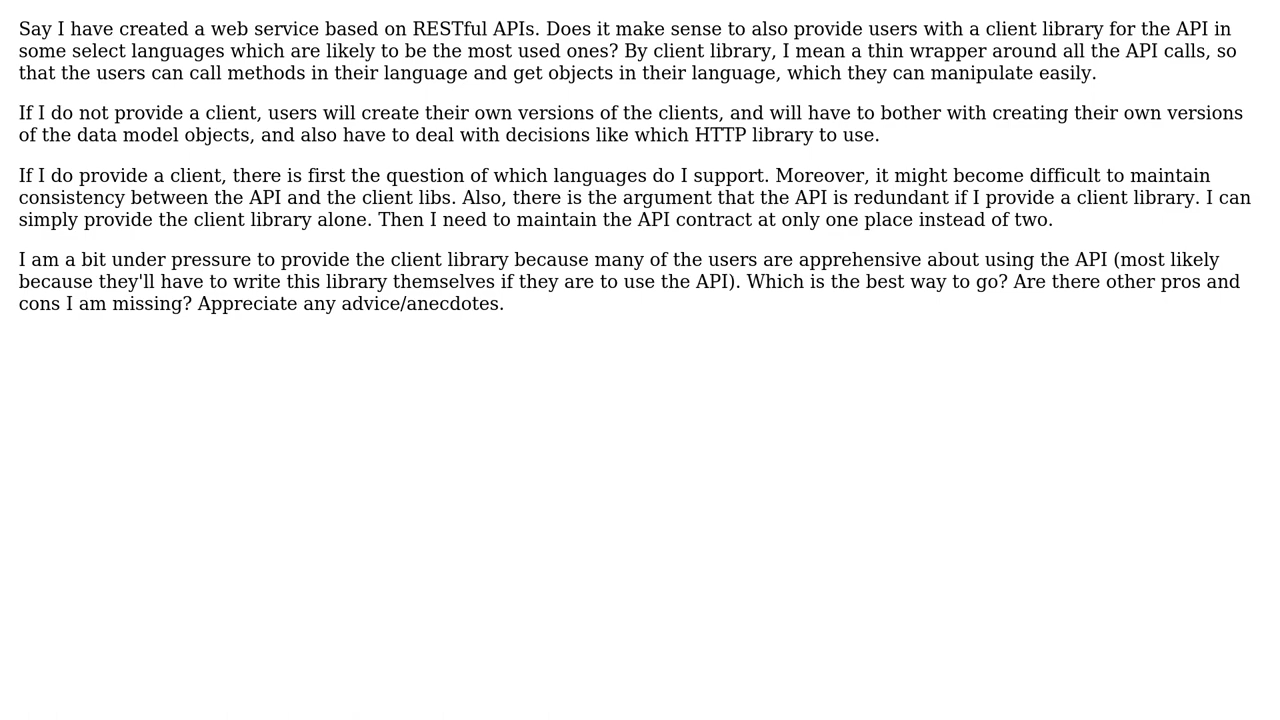 Say I have created a web service based on RESTful APIs. Does it make sense to also provide users with a client library for the API in
some select languages which are likely to be the most used ones? By client library, I mean a thin wrapper around all the API calls, so
that the users can call methods in their language and get objects in their language, which they can manipulate easily.
If I do not provide a client, users will create their own versions of the clients, and will have to bother with creating their own versions
of the data model objects, and also have to deal with decisions like which HTTP library to use.
If I do provide a client, there is first the question of which languages do I support. Moreover, it might become difficult to maintain
consistency between the API and the client libs. Also, there is the argument that the API is redundant if I provide a client library. I can
simply provide the client library alone. Then I need to maintain the API contract at only one place instead of two.
I am a bit under pressure to provide the client library because many of the users are apprehensive about using the API (most likely
because they'll have to write this library themselves if they are to use the API). Which is the best way to go? Are there other pros and
cons I am missing? Appreciate any advice/anecdotes.